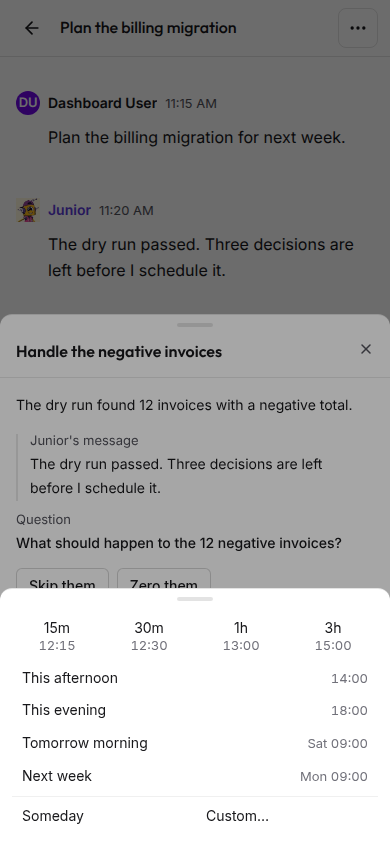 Plan the billing migration
DU Dashboard User 11:15 AM
Plan the billing migration for next week.
Junior 11:20 AM
The dry run passed. Three decisions are
left before I schedule it.
Handle the negative invoices
The dry run found 12 invoices with a negative total.
Junior's message
The dry run passed. Three decisions are left
before I schedule it.
Question
What should happen to the 12 negative invoices?
Skip them Zero them
15m 30m 1h 3h
12:15 12:30 13:00 15:00
This afternoon 14:00
This evening 18:00
Tomorrow morning Sat 09:00
Next week Mon 09:00
Someday Custom...